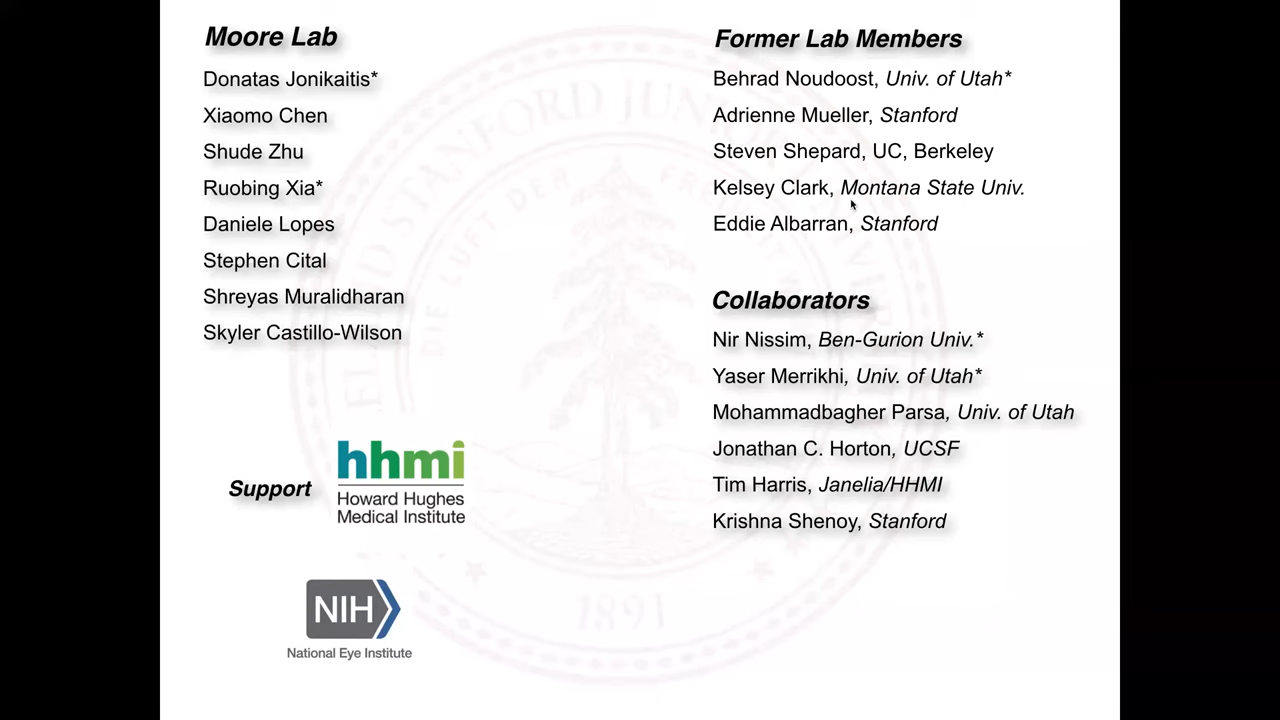 Moore Lab
Donatas Jonikaitis*
Xiaomo Chen
Shude Zhu
Ruobing Xia*
Daniele Lopes
Stephen Cital
Shreyas Muralidharan
Skyler Castillo-Wilson
Support
hhmi
Howard Hughes
Medical Institute
NIH
National Eye Institute
Former Lab Members
Behrad Noudoost, Univ. of Utah*
Adrienne Mueller, Stanford
Steven Shepard, UC, Berkeley
Kelsey Clark, Montana State Univ.
Eddie Albarran, Stanford
Collaborators
Nir Nissim, Ben-Gurion Univ.*
Yaser Merrikhi, Univ. of Utah*
Mohammadbagher Parsa, Univ. of Utah
Jonathan C. Horton, UCSF
Tim Harris, Janelia/HHMI
Krishna Shenoy, Stanford
1891